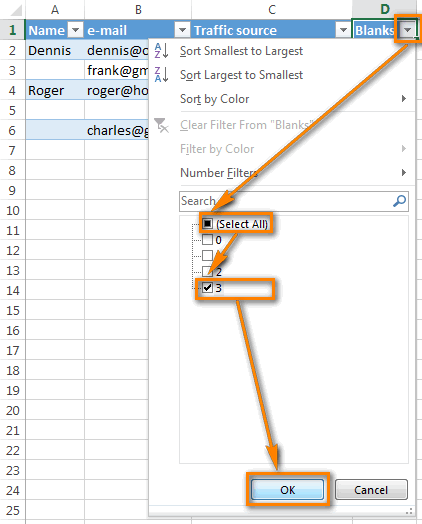 A B C D
1 Name e-mail Traffic source Blanks
2 Dennis dennis@o
3 frank@gm
4 Roger roger@ho
5
6 charles@g
7
8
9
10
11
12
13
14
15
16
17
18
19
20
21
22
23
24
25
Sort Smallest to Largest
Sort Largest to Smallest
Sort by Color
Clear Filter From "Blanks"
Filter by Color
Number Filters
Search
(Select All)
0
2
3
OK Cancel